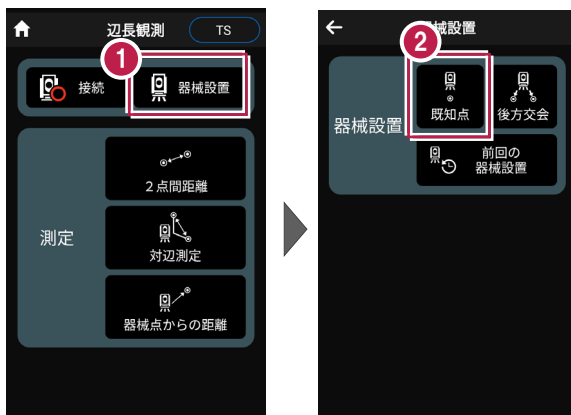 辺長観測
TS
1
接続
器械設置
測定
２点間距離
対辺測定
器械点からの距離
器械設置
2
器械設置
既知点
後方交会
前回の
器械設置